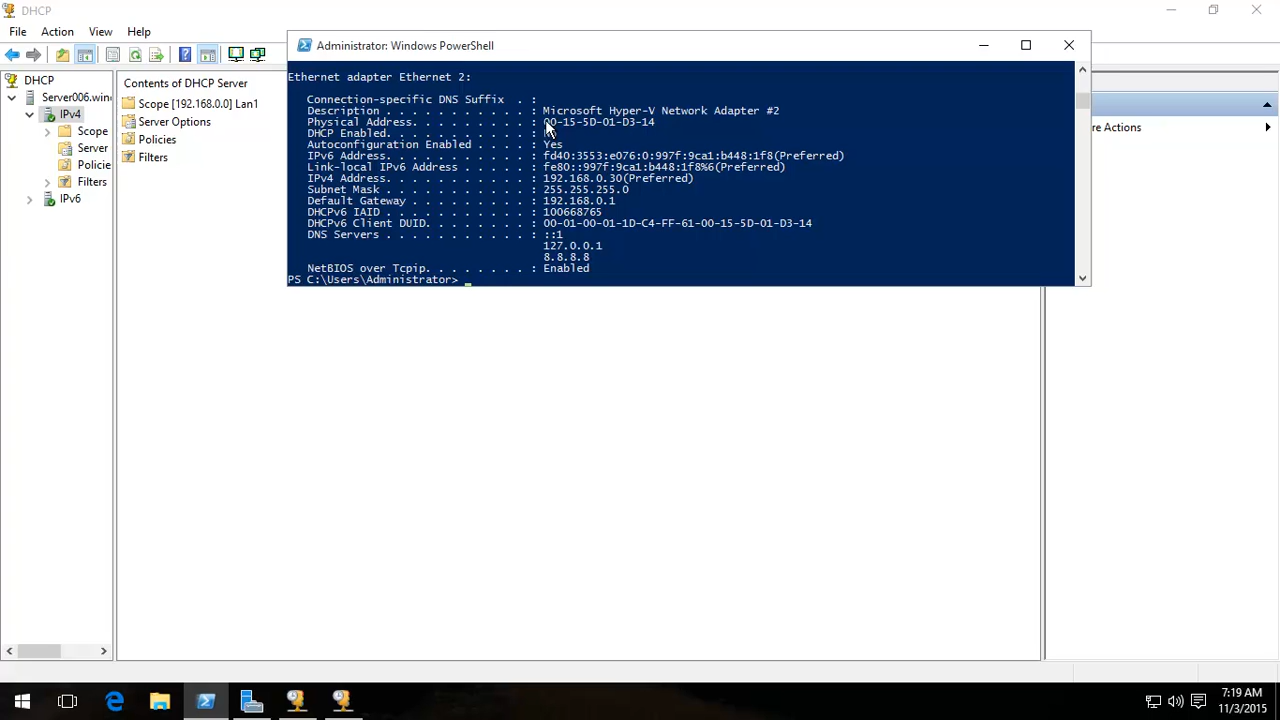 DHCP
File Action View Help
Administrator: Windows PowerShell
Ethernet adapter Ethernet 2:
Connection-specific DNS Suffix . :
Description . . . . . . . . . . . : Microsoft Hyper-V Network Adapter #2
Physical Address. . . . . . . . . : 00-15-5D-01-D3-14
DHCP Enabled. . . . . . . . . . . :
Autoconfiguration Enabled . . . . : Yes
IPv6 Address. . . . . . . . . . . : fd40:3553:e076:0:997f:9ca1:b448:1f8(Preferred)
Link-local IPv6 Address . . . . . : fe80::997f:9ca1:b448:1f8%6(Preferred)
IPv4 Address. . . . . . . . . . . : 192.168.0.30(Preferred)
Subnet Mask . . . . . . . . . . . : 255.255.255.0
Default Gateway . . . . . . . . . : 192.168.0.1
DHCPv6 IAID . . . . . . . . . . . : 100668765
DHCPv6 Client DUID. . . . . . . . : 00-01-00-01-1D-C4-FF-61-00-15-5D-01-D3-14
DNS Servers . . . . . . . . . . . : ::1
127.0.0.1
8.8.8.8
NetBIOS over Tcpip. . . . . . . . : Enabled
PS C:\Users\Administrator>
DHCP
Server006.wind
IPv4
Scope
Server
Policie
Filters
IPv6
Contents of DHCP Server
Scope [192.168.0.0] Lan1
Server Options
Policies
Filters
re Actions
7:19 AM
11/3/2015